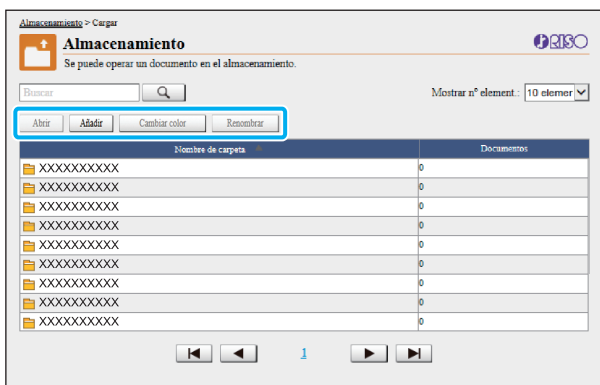 Almacenamiento > Cargar
Almacenamiento
RISO
Se puede operar un documento en el almacenamiento.
Buscar
Mostrar nº element.: 10 elemer
Abrir Añadir Cambiar color Renombrar
Nombre de carpeta Documentos
XXXXXXXXXX 0
XXXXXXXXXX 0
XXXXXXXXXX 0
XXXXXXXXXX 0
XXXXXXXXXX 0
XXXXXXXXXX 0
XXXXXXXXXX 0
XXXXXXXXXX 0
XXXXXXXXXX 0
1